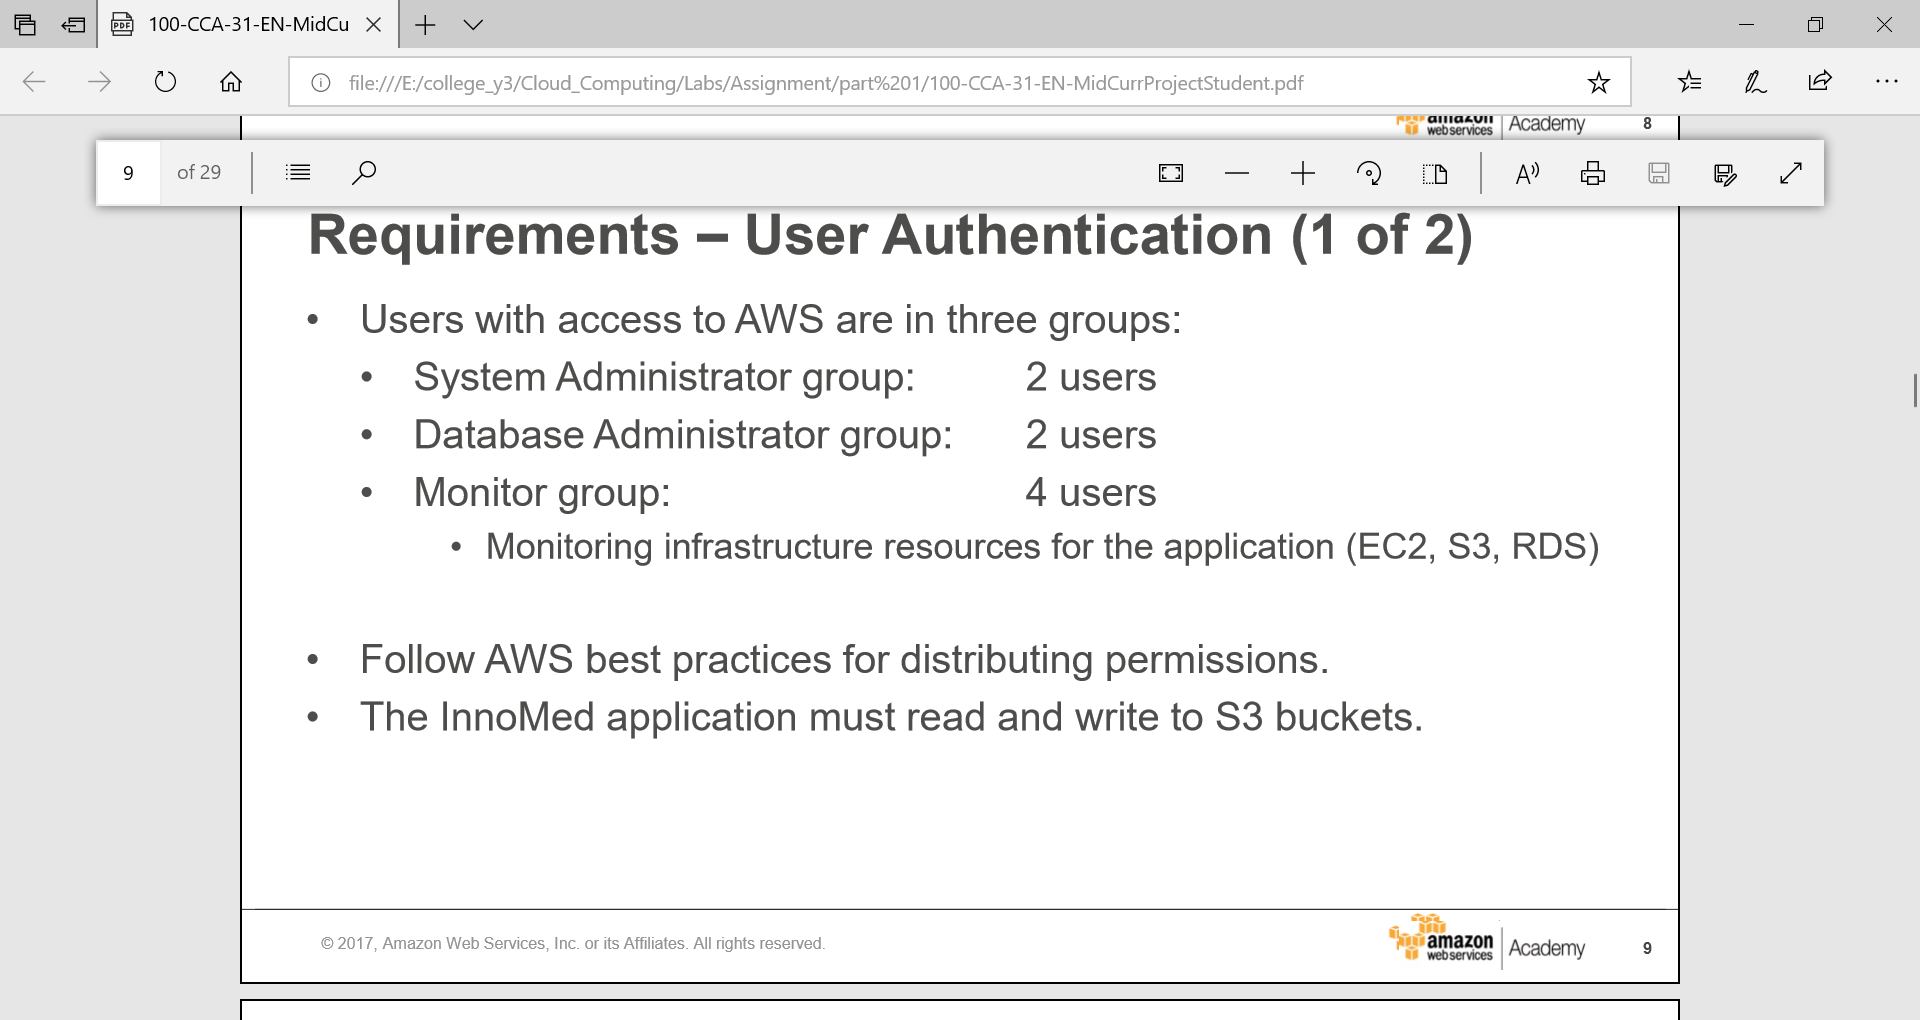 100-CCA-31-EN-MidCu
file:///E:/college_y3/Cloud_Computing/Labs/Assignment/part%201/100-CCA-31-EN-MidCurrProjectStudent.pdf
amazon
webservices
Academy
8
9 of 29
Requirements – User Authentication (1 of 2)
• Users with access to AWS are in three groups:
• System Administrator group: 2 users
• Database Administrator group: 2 users
• Monitor group: 4 users
• Monitoring infrastructure resources for the application (EC2, S3, RDS)
• Follow AWS best practices for distributing permissions.
• The InnoMed application must read and write to S3 buckets.
© 2017, Amazon Web Services, Inc. or its Affiliates. All rights reserved.
amazon
webservices
Academy
9